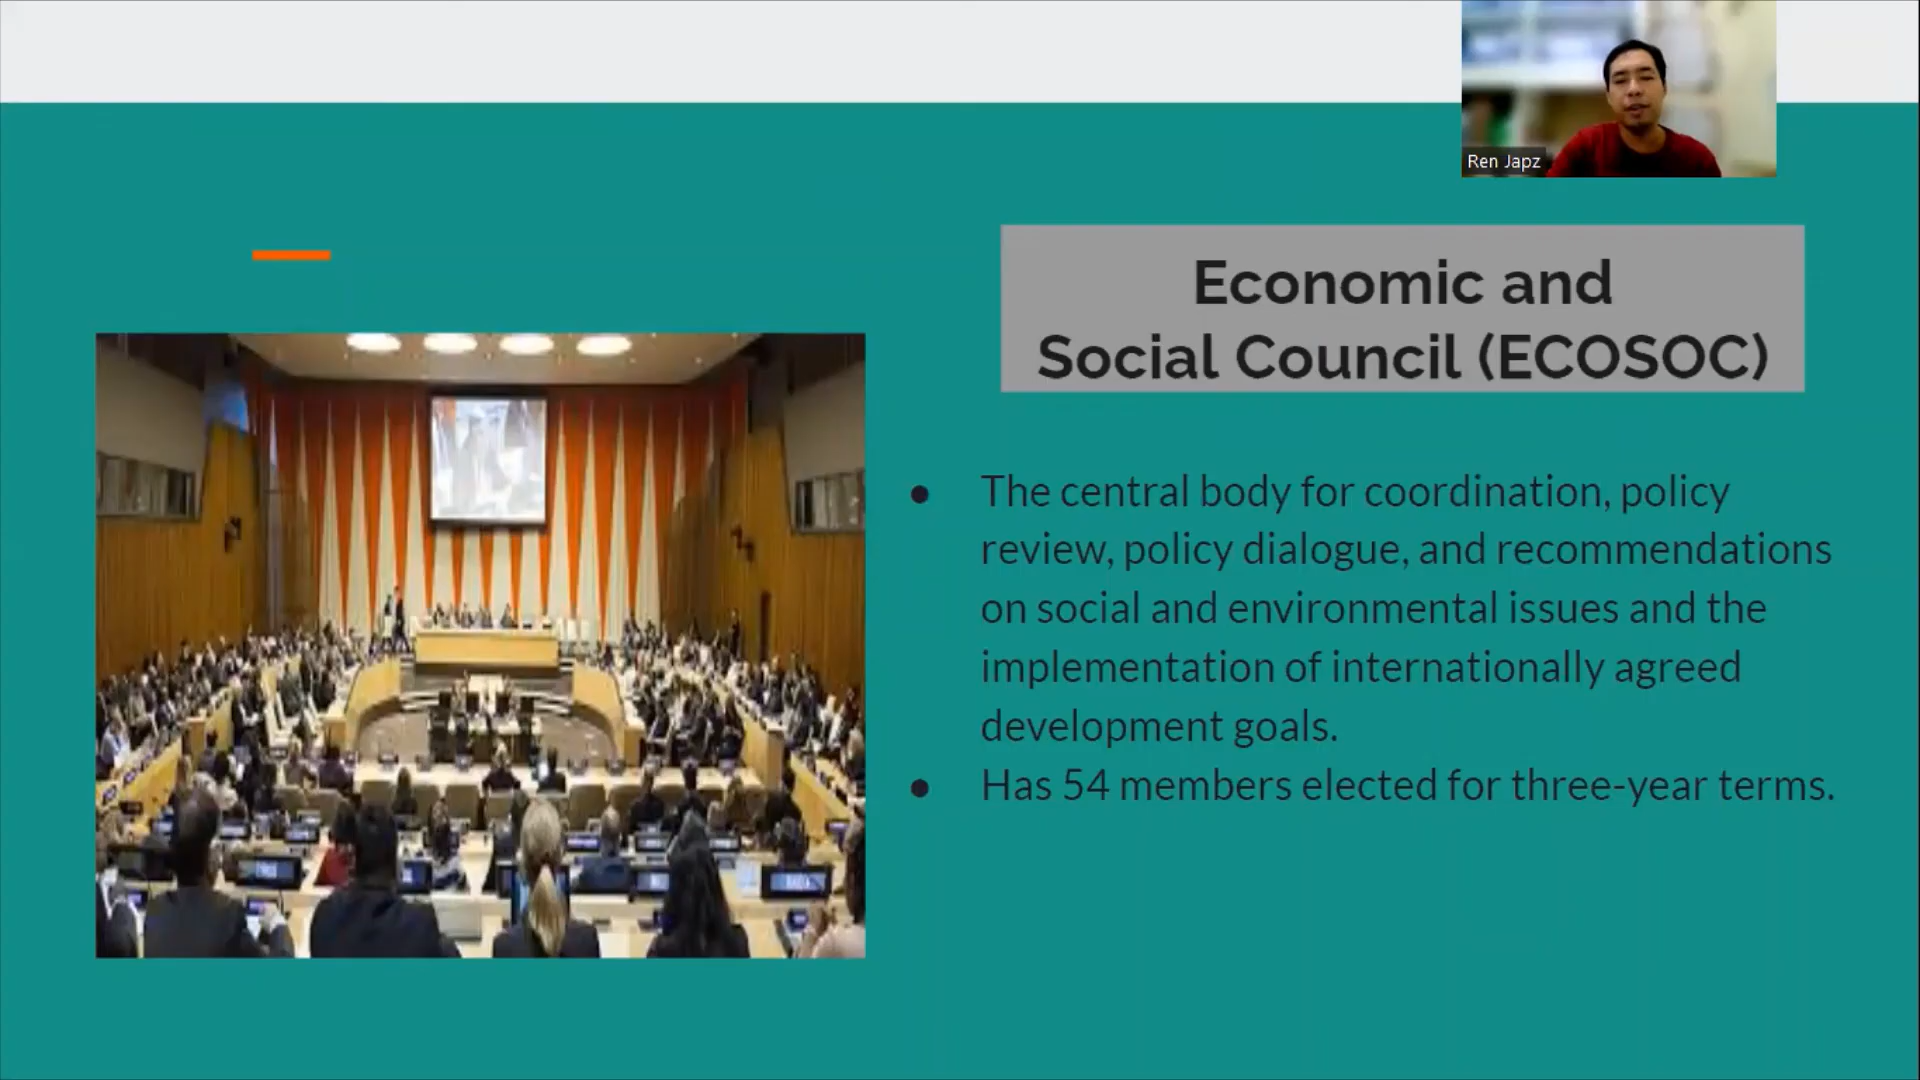 Ren Japz
Economic and
Social Council (ECOSOC)
● The central body for coordination, policy
review, policy dialogue, and recommendations
on social and environmental issues and the
implementation of internationally agreed
development goals.
● Has 54 members elected for three-year terms.